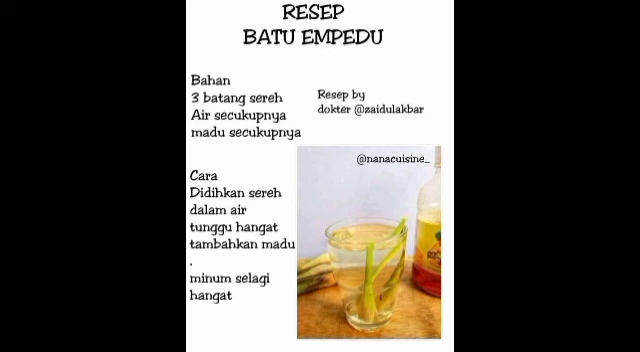 RESEP
BATU EMPEDU
Bahan
3 batang sereh
Air secukupnya
madu secukupnya
Resep by
dokter @zaidulakbar
Cara
Didihkan sereh
dalam air
tunggu hangat
tambahkan madu
.
minum selagi
hangat
@nanacuisine_